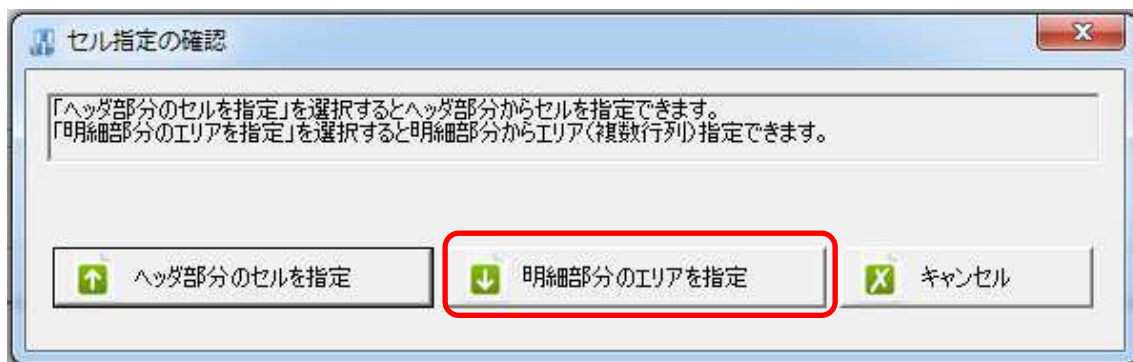 セル指定の確認
「ヘッダ部分のセルを指定」を選択するとヘッダ部分からセルを指定できます。
「明細部分のエリアを指定」を選択すると明細部分からエリア（複数行列）指定できます。
ヘッダ部分のセルを指定
明細部分のエリアを指定
キャンセル